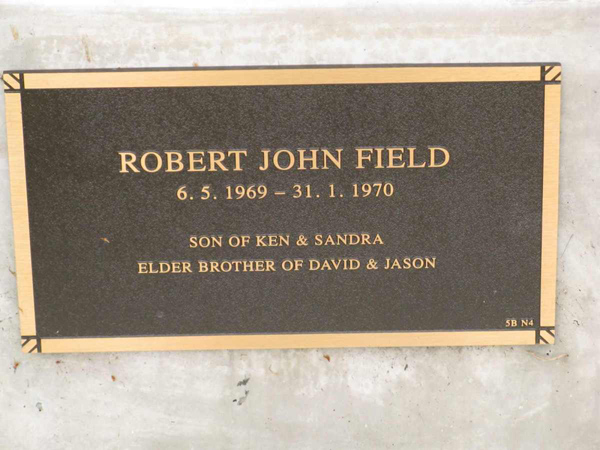 ROBERT JOHN FIELD
6. 5. 1969 – 31. 1. 1970
SON OF KEN & SANDRA
ELDER BROTHER OF DAVID & JASON
5B N4